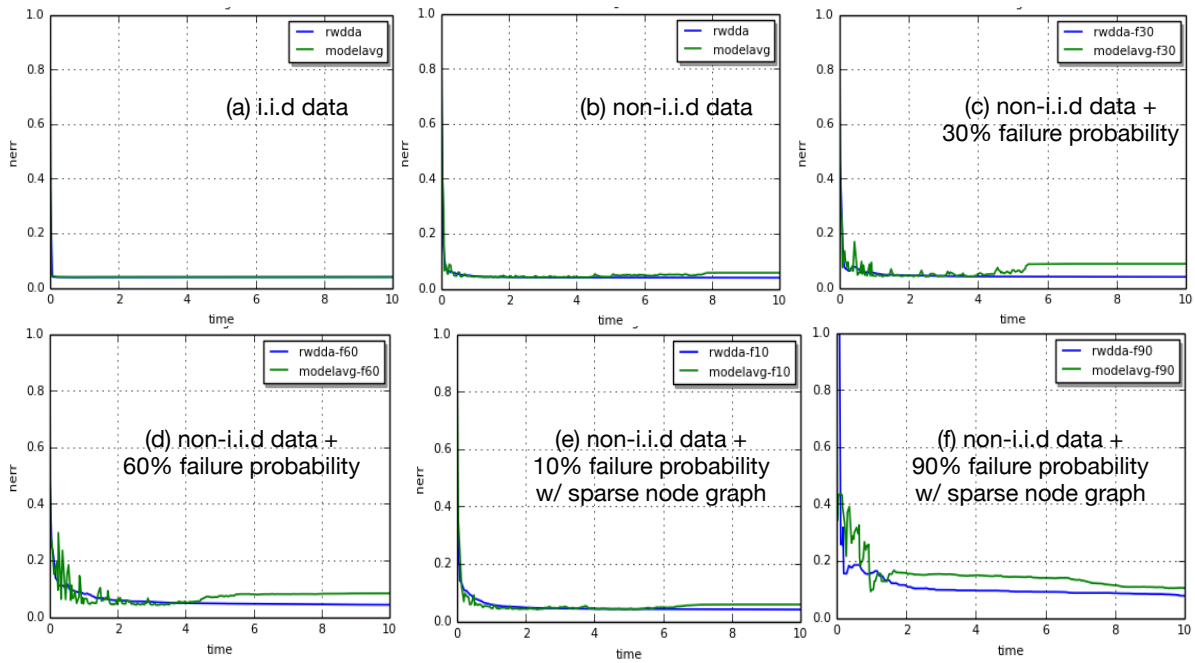 1.0
0.8
0.6
0.4
0.2
0.0
nerr
0
2
4
6
8
10
time
rwdda
modelavg
(a) i.i.d data
1.0
0.8
0.6
0.4
0.2
0.0
nerr
0
2
4
6
8
10
time
rwdda
modelavg
(b) non-i.i.d data
1.0
0.8
0.6
0.4
0.2
0.0
nerr
0
2
4
6
8
10
time
rwdda-f30
modelavg-f30
(c) non-i.i.d data +
30% failure probability
1.0
0.8
0.6
0.4
0.2
0.0
nerr
0
2
4
6
8
10
time
rwdda-f60
modelavg-f60
(d) non-i.i.d data +
60% failure probability
1.0
0.8
0.6
0.4
0.2
0.0
nerr
0
2
4
6
8
10
time
rwdda-f10
modelavg-f10
(e) non-i.i.d data +
10% failure probability
w/ sparse node graph
1.0
0.8
0.6
0.4
0.2
0.0
nerr
0
2
4
6
8
10
time
rwdda-f90
modelavg-f90
(f) non-i.i.d data +
90% failure probability
w/ sparse node graph